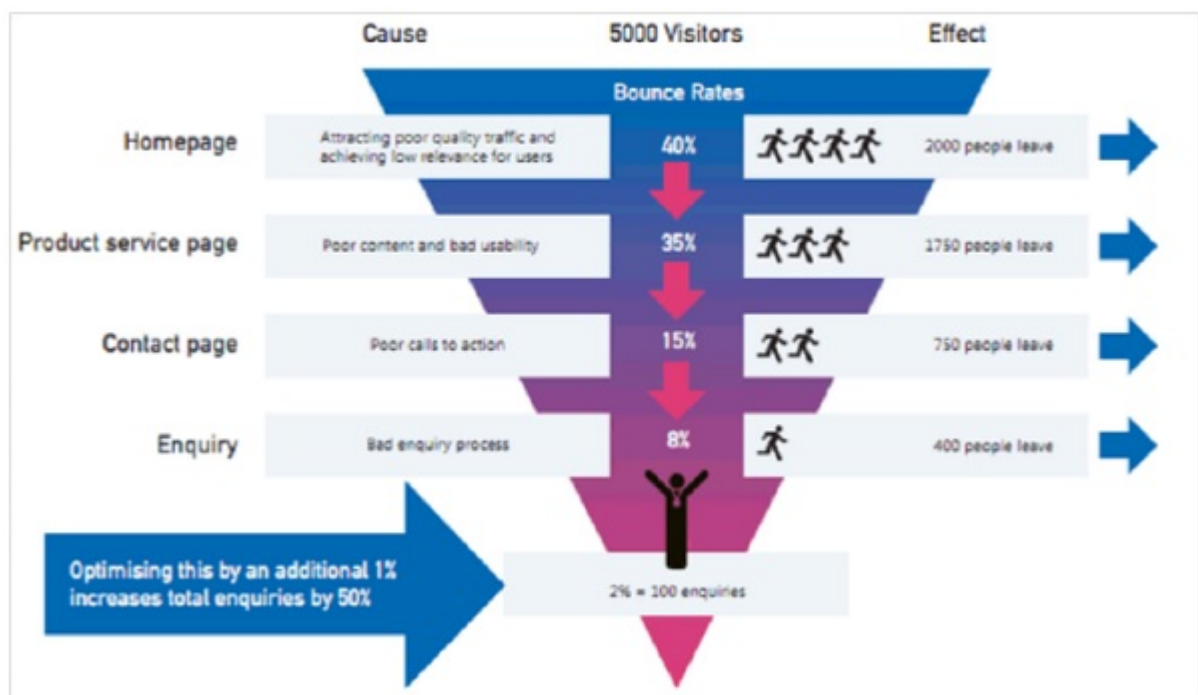 Cause 5000 Visitors Effect
Bounce Rates
Homepage
Attracting poor quality traffic and
achieving low relevance for users
40%
2000 people leave
Product service page
Poor content and bad usability
35%
1750 people leave
Contact page
Poor calls to action
15%
750 people leave
Enquiry
Bad enquiry process
8%
400 people leave
Optimising this by an additional 1%
increases total enquiries by 50%
2% = 100 enquiries